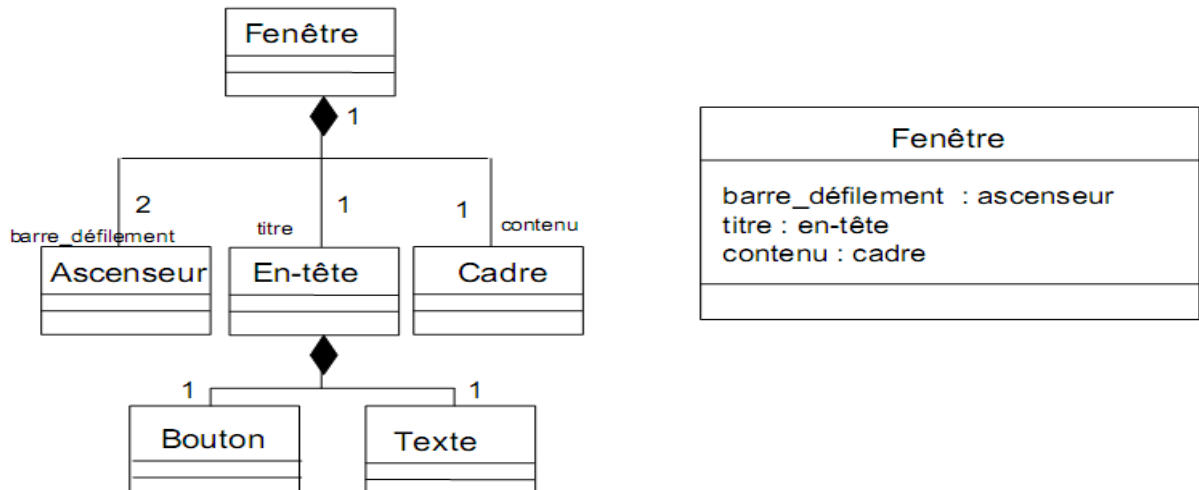 Fenêtre
1
2
1
1
barre_défilement
titre
contenu
Ascenseur
En-tête
Cadre
1
1
Bouton
Texte
Fenêtre
barre_défilement : ascenseur
titre : en-tête
contenu : cadre